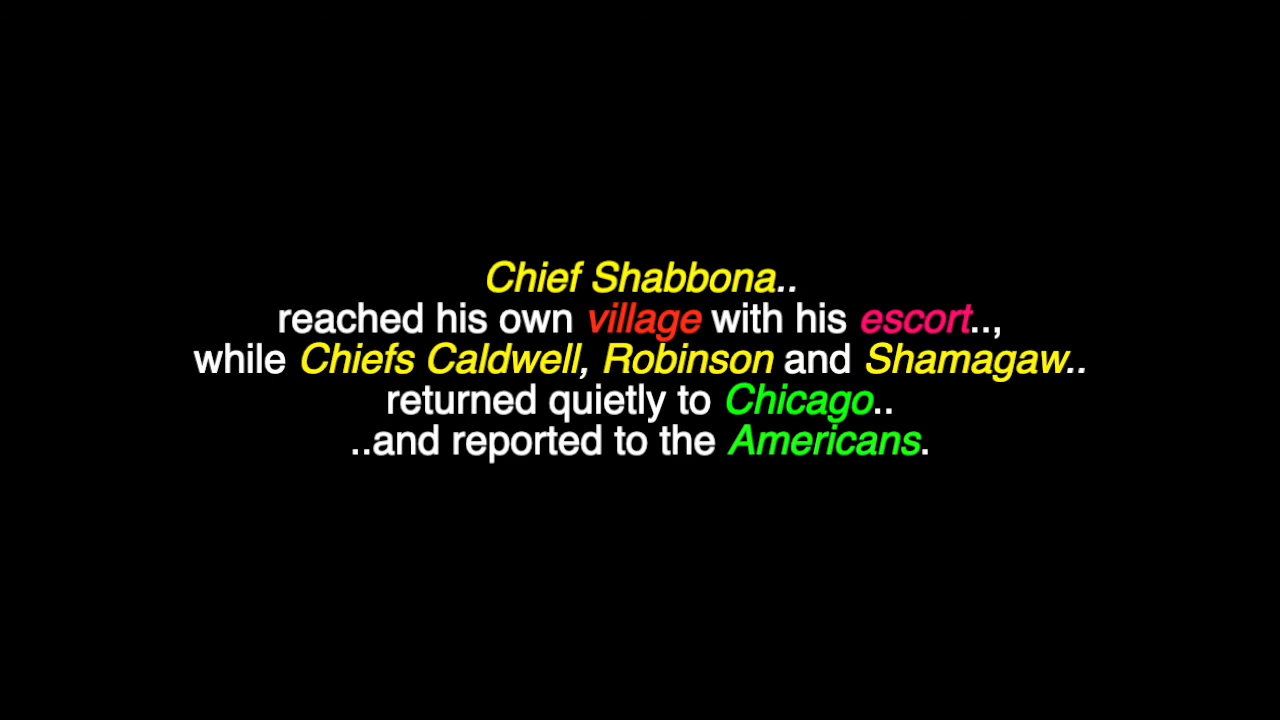 Chief Shabbona..
reached his own village with his escort..,
while Chiefs Caldwell, Robinson and Shamagaw..
returned quietly to Chicago..
..and reported to the Americans.